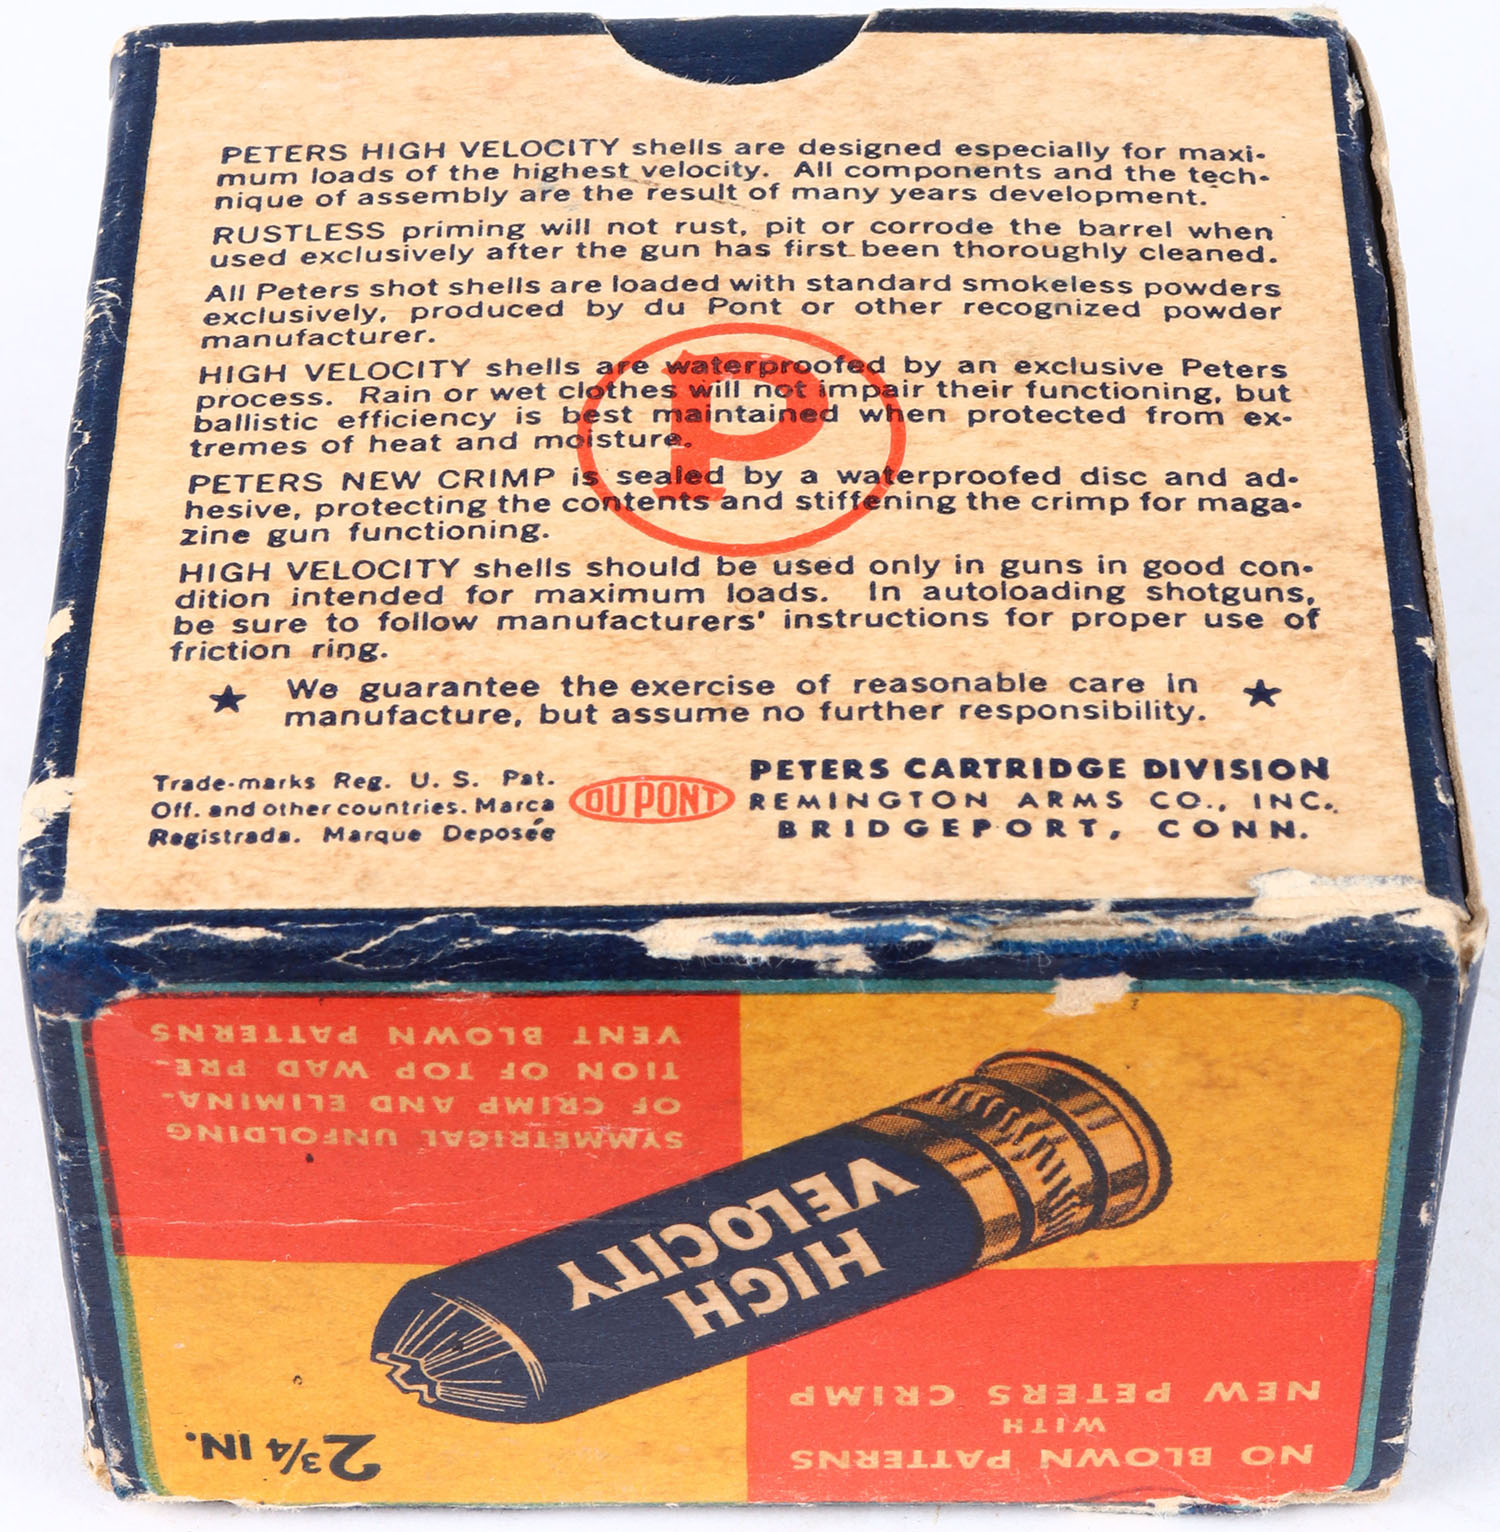 PETERS HIGH VELOCITY shells are designed especially for maxi-
mum loads of the highest velocity. All components and the tech-
nique of assembly are the result of many years development.
RUSTLESS priming will not rust, pit or corrode the barrel when
used exclusively after the gun has first been thoroughly cleaned.
All Peters shot shells are loaded with standard smokeless powders
exclusively, produced by du Pont or other recognized powder
manufacturer.
HIGH VELOCITY shells are waterproofed by an exclusive Peters
process. Rain or wet clothes will not impair their functioning, but
ballistic efficiency is best maintained when protected from ex-
tremes of heat and moisture.
P
PETERS NEW CRIMP is sealed by a waterproofed disc and ad-
hesive, protecting the contents and stiffening the crimp for maga-
zine gun functioning.
HIGH VELOCITY shells should be used only in guns in good con-
dition intended for maximum loads. In autoloading shotguns,
be sure to follow manufacturers' instructions for proper use of
friction ring.
★ We guarantee the exercise of reasonable care in ★
manufacture, but assume no further responsibility.
Trade-marks Reg. U. S. Pat.
Off. and other countries. Marca
Registrada. Marque Deposée
DU PONT
PETERS CARTRIDGE DIVISION
REMINGTON ARMS CO., INC.
BRIDGEPORT, CONN.
NO BLOWN PATTERNS
WITH
NEW PETERS CRIMP
2¾ IN.
HIGH
VELOCITY
SYMMETRICAL UNFOLDING
OF CRIMP AND ELIMINA-
TION OF TOP WAD PRE-
VENT BLOWN PATTERNS